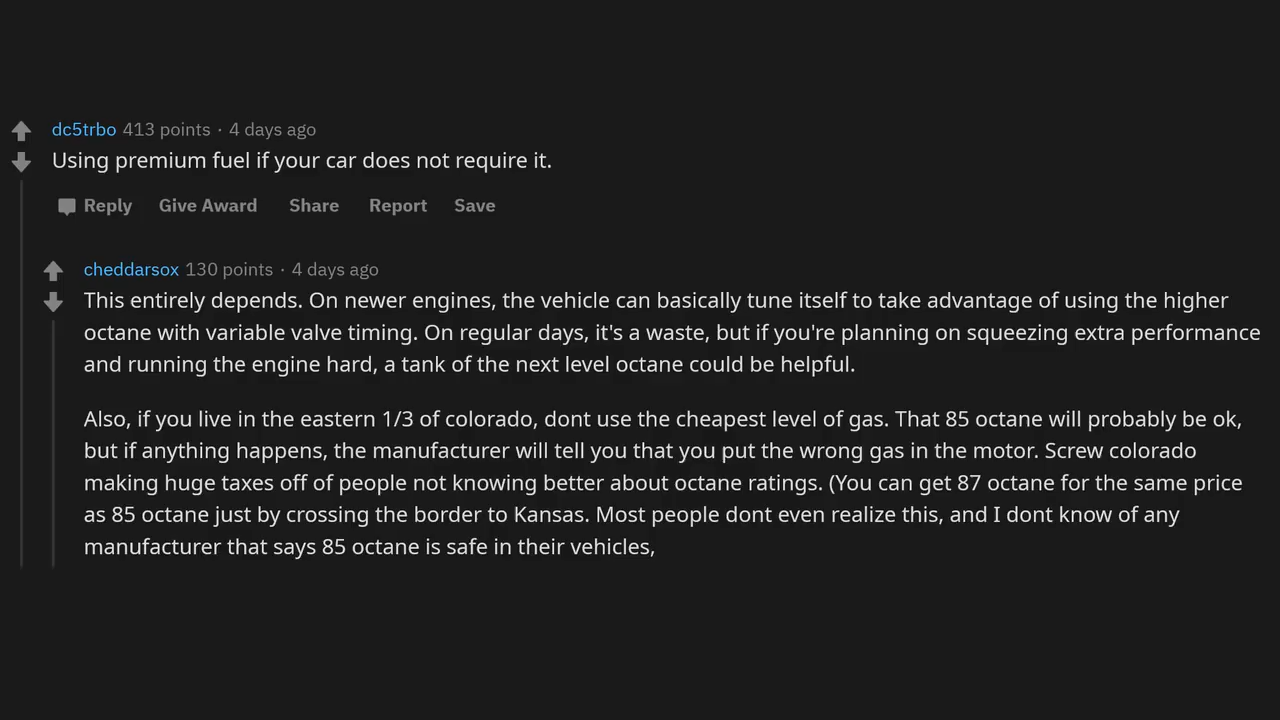 dc5trbo 413 points · 4 days ago
Using premium fuel if your car does not require it.
Reply Give Award Share Report Save
cheddarsox 130 points · 4 days ago
This entirely depends. On newer engines, the vehicle can basically tune itself to take advantage of using the higher
octane with variable valve timing. On regular days, it's a waste, but if you're planning on squeezing extra performance
and running the engine hard, a tank of the next level octane could be helpful.
Also, if you live in the eastern 1/3 of colorado, dont use the cheapest level of gas. That 85 octane will probably be ok,
but if anything happens, the manufacturer will tell you that you put the wrong gas in the motor. Screw colorado
making huge taxes off of people not knowing better about octane ratings. (You can get 87 octane for the same price
as 85 octane just by crossing the border to Kansas. Most people dont even realize this, and I dont know of any
manufacturer that says 85 octane is safe in their vehicles,